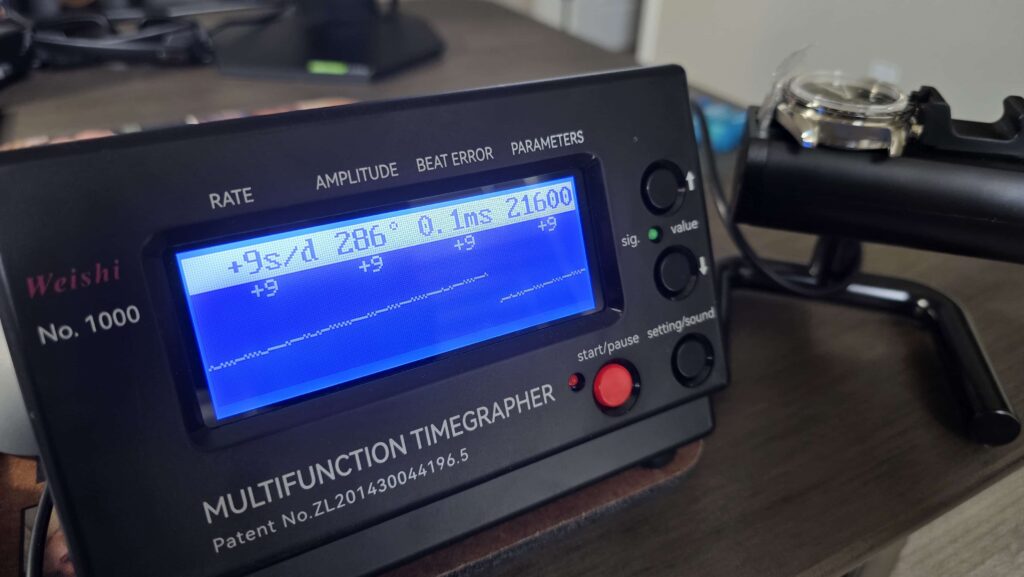 RATE AMPLITUDE BEAT ERROR PARAMETERS
+9s/d 286° 0.1ms 21600
+9 +9 +9 +9
Weishi
No. 1000
sig. value
setting/sound
start/pause
MULTIFUNCTION TIMEGRAPHER
Patent No.ZL201430044196.5